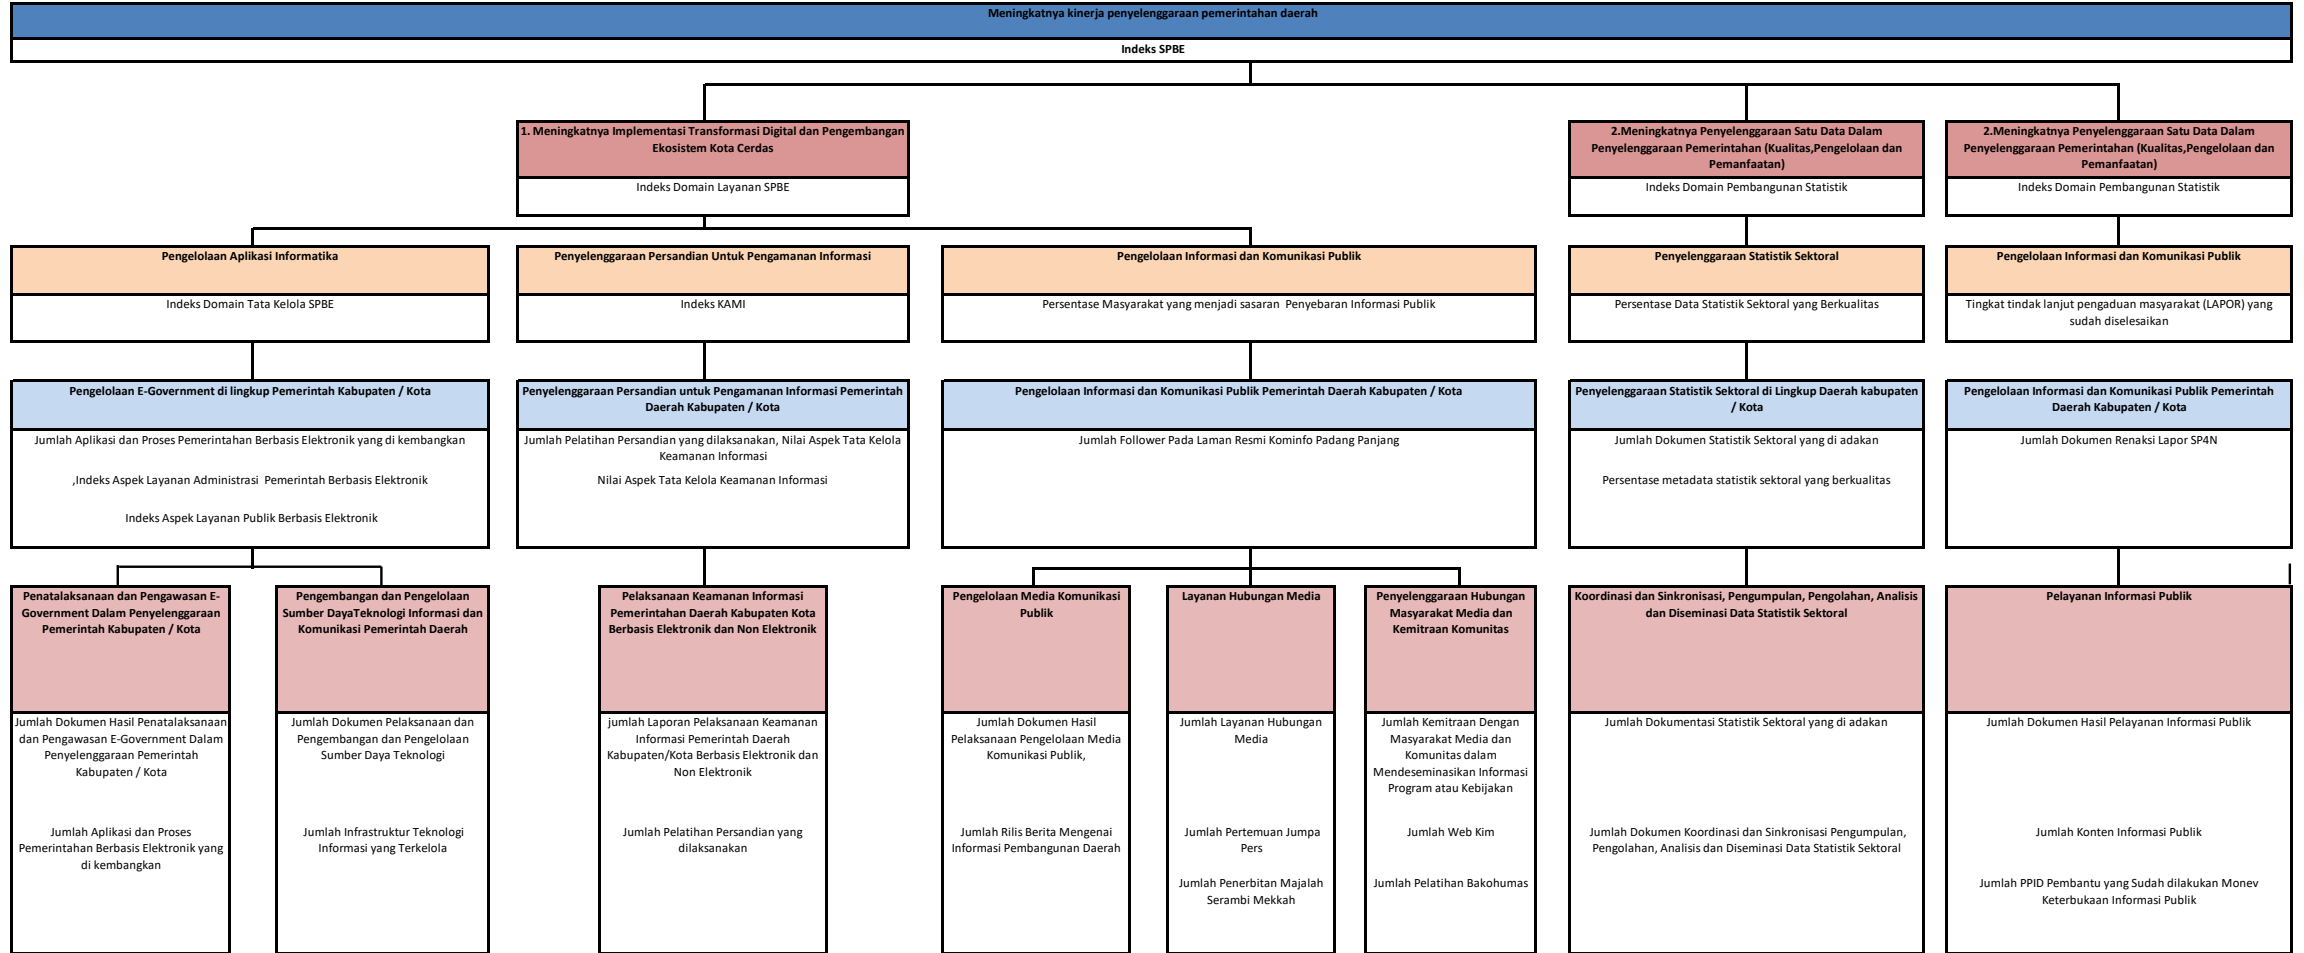 Meningkatnya kinerja penyelenggaraan pemerintahan daerah
Indeks SPBE
1. Meningkatnya Implementasi Transformasi Digital dan Pengembangan
Ekosistem Kota Cerdas
Indeks Domain Layanan SPBE
2.Meningkatnya Penyelenggaraan Satu Data Dalam
Penyelenggaraan Pemerintahan (Kualitas,Pengelolaan dan
Pemanfaatan)
Indeks Domain Pembangunan Statistik
2.Meningkatnya Penyelenggaraan Satu Data Dalam
Penyelenggaraan Pemerintahan (Kualitas,Pengelolaan dan
Pemanfaatan)
Indeks Domain Pembangunan Statistik
Pengelolaan Aplikasi Informatika
Indeks Domain Tata Kelola SPBE
Penyelenggaraan Persandian Untuk Pengamanan Informasi
Indeks KAMI
Pengelolaan Informasi dan Komunikasi Publik
Persentase Masyarakat yang menjadi sasaran Penyebaran Informasi Publik
Penyelenggaraan Statistik Sektoral
Persentase Data Statistik Sektoral yang Berkualitas
Pengelolaan Informasi dan Komunikasi Publik
Tingkat tindak lanjut pengaduan masyarakat (LAPOR) yang
sudah diselesaikan
Pengelolaan E-Government di lingkup Pemerintah Kabupaten / Kota
Jumlah Aplikasi dan Proses Pemerintahan Berbasis Elektronik yang di kembangkan
,Indeks Aspek Layanan Administrasi Pemerintah Berbasis Elektronik
Indeks Aspek Layanan Publik Berbasis Elektronik
Penyelenggaraan Persandian untuk Pengamanan Informasi Pemerintah
Daerah Kabupaten / Kota
Jumlah Pelatihan Persandian yang dilaksanakan, Nilai Aspek Tata Kelola
Keamanan Informasi
Nilai Aspek Tata Kelola Keamanan Informasi
Pengelolaan Informasi dan Komunikasi Publik Pemerintah Daerah Kabupaten / Kota
Jumlah Follower Pada Laman Resmi Kominfo Padang Panjang
Penyelenggaraan Statistik Sektoral di Lingkup Daerah kabupaten
/ Kota
Jumlah Dokumen Statistik Sektoral yang di adakan
Persentase metadata statistik sektoral yang berkualitas
Pengelolaan Informasi dan Komunikasi Publik Pemerintah
Daerah Kabupaten / Kota
Jumlah Dokumen Renaksi Lapor SP4N
Penatalaksanaan dan Pengawasan E-
Government Dalam Penyelenggaraan
Pemerintah Kabupaten / Kota
Jumlah Dokumen Hasil Penatalaksanaan
dan Pengawasan E-Government Dalam
Penyelenggaraan Pemerintah
Kabupaten / Kota
Jumlah Aplikasi dan Proses
Pemerintahan Berbasis Elektronik yang
di kembangkan
Pengembangan dan Pengelolaan
Sumber DayaTeknologi Informasi dan
Komunikasi Pemerintah Daerah
Jumlah Dokumen Pelaksanaan dan
Pengembangan dan Pengelolaan
Sumber Daya Teknologi
Jumlah Infrastruktur Teknologi
Informasi yang Terkelola
Pelaksanaan Keamanan Informasi
Pemerintahan Daerah Kabupaten Kota
Berbasis Elektronik dan Non Elektronik
jumlah Laporan Pelaksanaan Keamanan
Informasi Pemerintah Daerah
Kabupaten/Kota Berbasis Elektronik dan
Non Elektronik
Jumlah Pelatihan Persandian yang
dilaksanakan
Pengelolaan Media Komunikasi
Publik
Jumlah Dokumen Hasil
Pelaksanaan Pengelolaan Media
Komunikasi Publik,
Jumlah Rilis Berita Mengenai
Informasi Pembangunan Daerah
Layanan Hubungan Media
Jumlah Layanan Hubungan
Media
Jumlah Pertemuan Jumpa
Pers
Jumlah Penerbitan Majalah
Serambi Mekkah
Penyelenggaraan Hubungan
Masyarakat Media dan
Kemitraan Komunitas
Jumlah Kemitraan Dengan
Masyarakat Media dan
Komunitas dalam
Mendeseminasikan Informasi
Program atau Kebijakan
Jumlah Web Kim
Jumlah Pelatihan Bakohumas
Koordinasi dan Sinkronisasi, Pengumpulan, Pengolahan, Analisis
dan Diseminasi Data Statistik Sektoral
Jumlah Dokumentasi Statistik Sektoral yang di adakan
Jumlah Dokumen Koordinasi dan Sinkronisasi Pengumpulan,
Pengolahan, Analisis dan Diseminasi Data Statistik Sektoral
Pelayanan Informasi Publik
Jumlah Dokumen Hasil Pelayanan Informasi Publik
Jumlah Konten Informasi Publik
Jumlah PPID Pembantu yang Sudah dilakukan Monev
Keterbukaan Informasi Publik